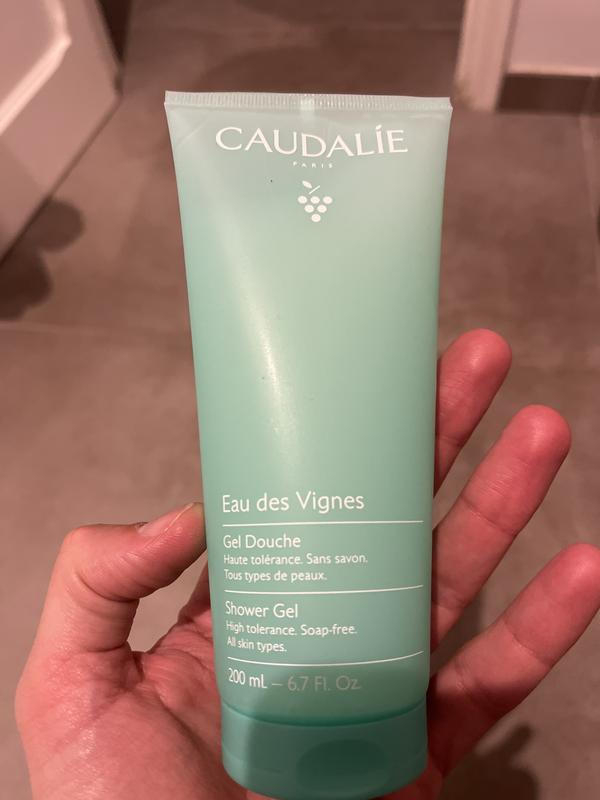 CAUDALÍE
PARIS
Eau des Vignes
Gel Douche
Haute tolérance. Sans savon.
Tous types de peaux.
Shower Gel
High tolerance. Soap-free.
All skin types.
200 mL – 6.7 Fl. Oz.